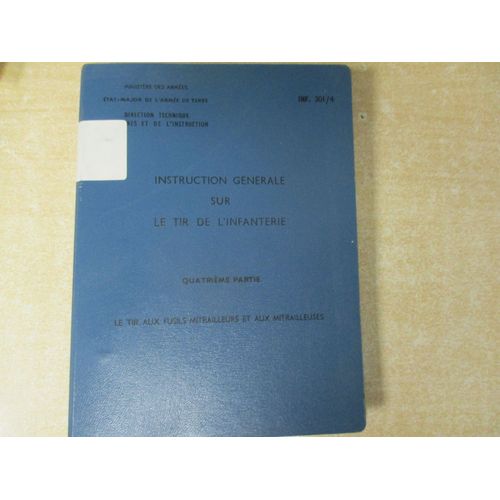 MINISTÈRE DES ARMÉES
ÉTAT-MAJOR DE L'ARMÉE DE TERRE
INF. 301/4
DIRECTION TECHNIQUE
ET DE L'INSTRUCTION
INSTRUCTION GÉNÉRALE
SUR
LE TIR DE L'INFANTERIE
QUATRIÈME PARTIE
LE TIR AUX FUSILS MITRAILLEURS ET AUX MITRAILLEUSES